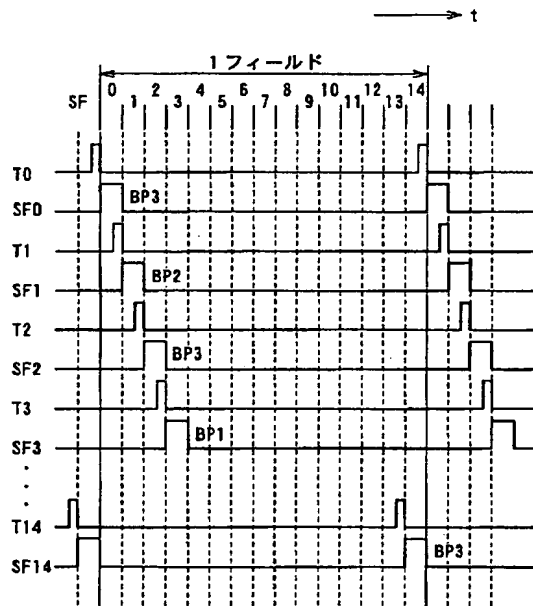 t
1フィールド
SF 0 1 2 3 4 5 6 7 8 9 10 11 12 13 14
T0
BP3
SF0
T1
BP2
SF1
T2
BP3
SF2
T3
BP1
SF3
T14
BP3
SF14